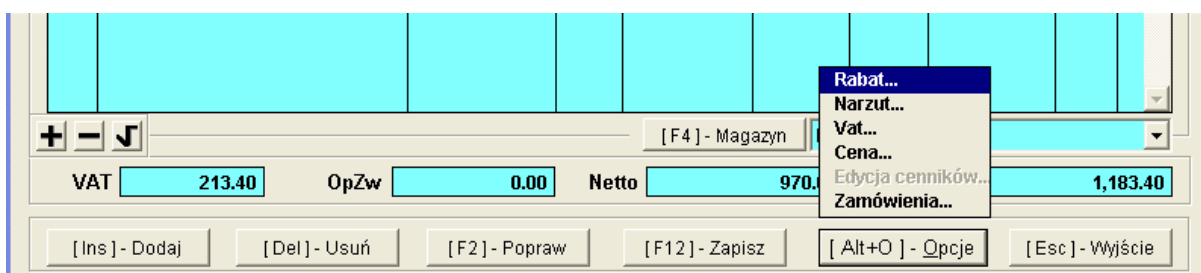 Rabat...
Narzut...
[ F4 ] - Magazyn
Vat...
Cena...
VAT 213.40 OpZw 0.00 Netto 970. Edycja cenników... 1,183.40
Zamówienia...
[ Ins ] - Dodaj [ Del ] - Usuń [ F2 ] - Popraw [ F12 ] - Zapisz [ Alt+O ] - Opcje [ Esc ] - Wyjście